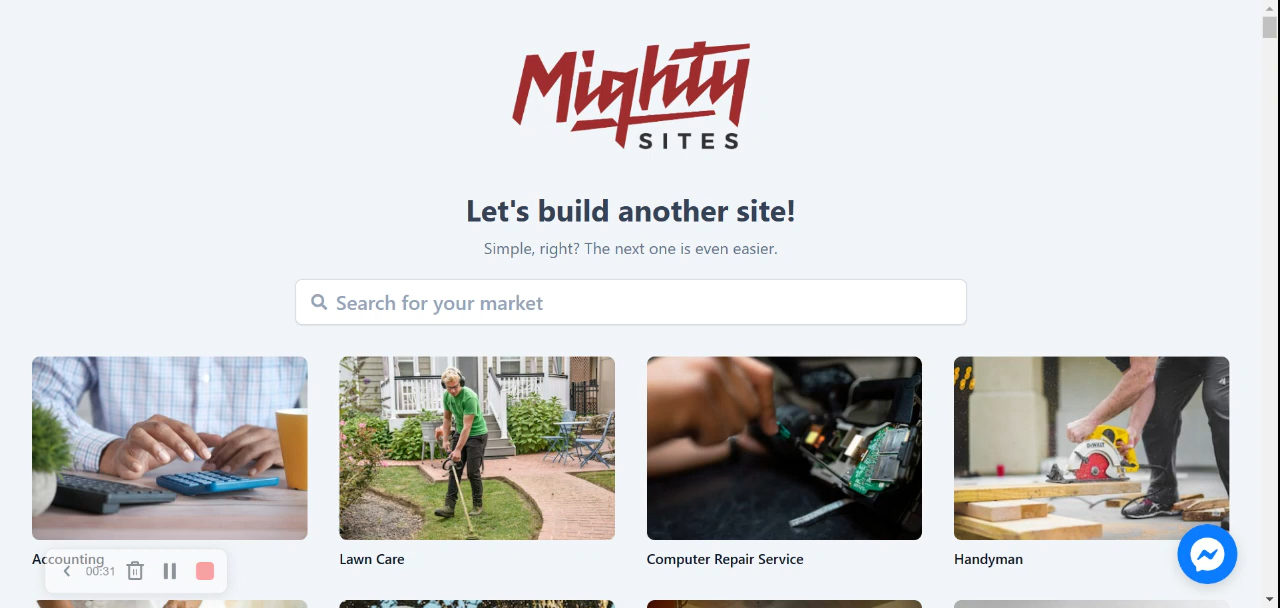 Mighty
SITES
Let's build another site!
Simple, right? The next one is even easier.
Search for your market
Accounting
Lawn Care
Computer Repair Service
Handyman
00:31
DEWALT